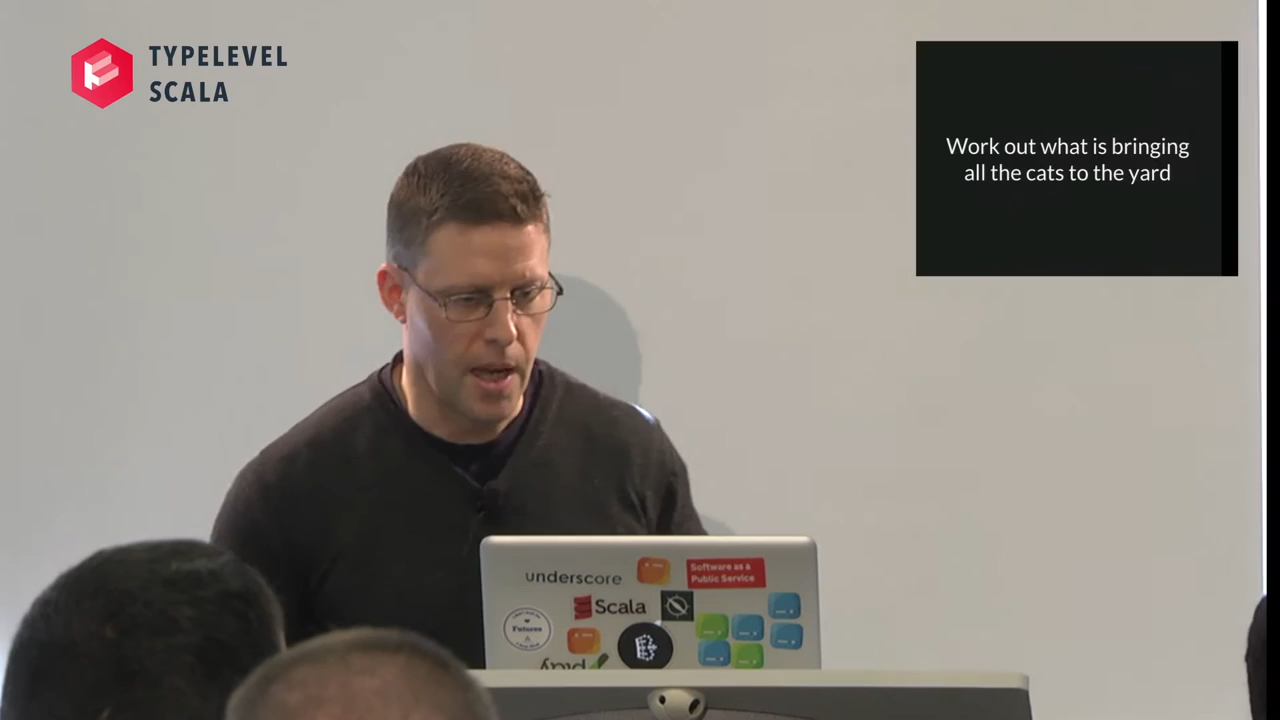 TYPELEVEL
SCALA
Work out what is bringing
all the cats to the yard
underscore
Software as a
Public Service
Scala
Futures
play